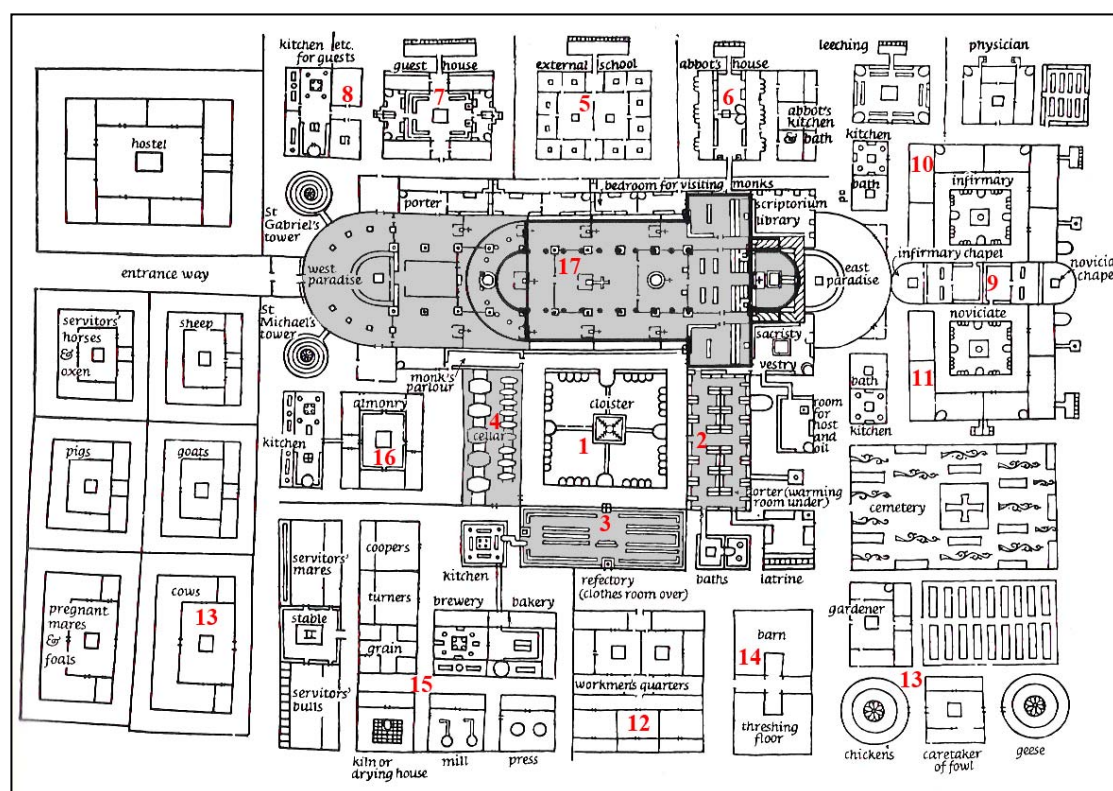 kitchen etc.
for guests
8
guest house
7
external school
5
abbot's
house
6
abbot's
kitchen
& bath
leeching
physician
hostel
kitchen
bath
10
infirmary
St
Gabriel's
tower
porter
bedroom for visiting monks
scriptorium
library
infirmary chapel
entrance way
west
paradise
17
east
paradise
9
noviciate
chapel
noviciate
St
Michael's
tower
sacristy
vestry
servitors'
horses
&
oxen
sheep
monk's
parlour
bath
kitchen
11
almonry
kitchen
16
4
cellar
cloister
1
2
room
for
host
and
oil
pigs
goats
orter (warming
room under)
cemetery
3
servitors'
mares
coopers
turners
kitchen
refectory
(clothes room over)
baths
latrine
pregnant
mares
&
foals
cows
13
stable
brewery
bakery
grain
gardener
barn
14
servitors'
bulls
15
workmen's quarters
12
threshing
floor
13
kiln or
drying house
mill
press
chickens
caretaker
of fowl
geese